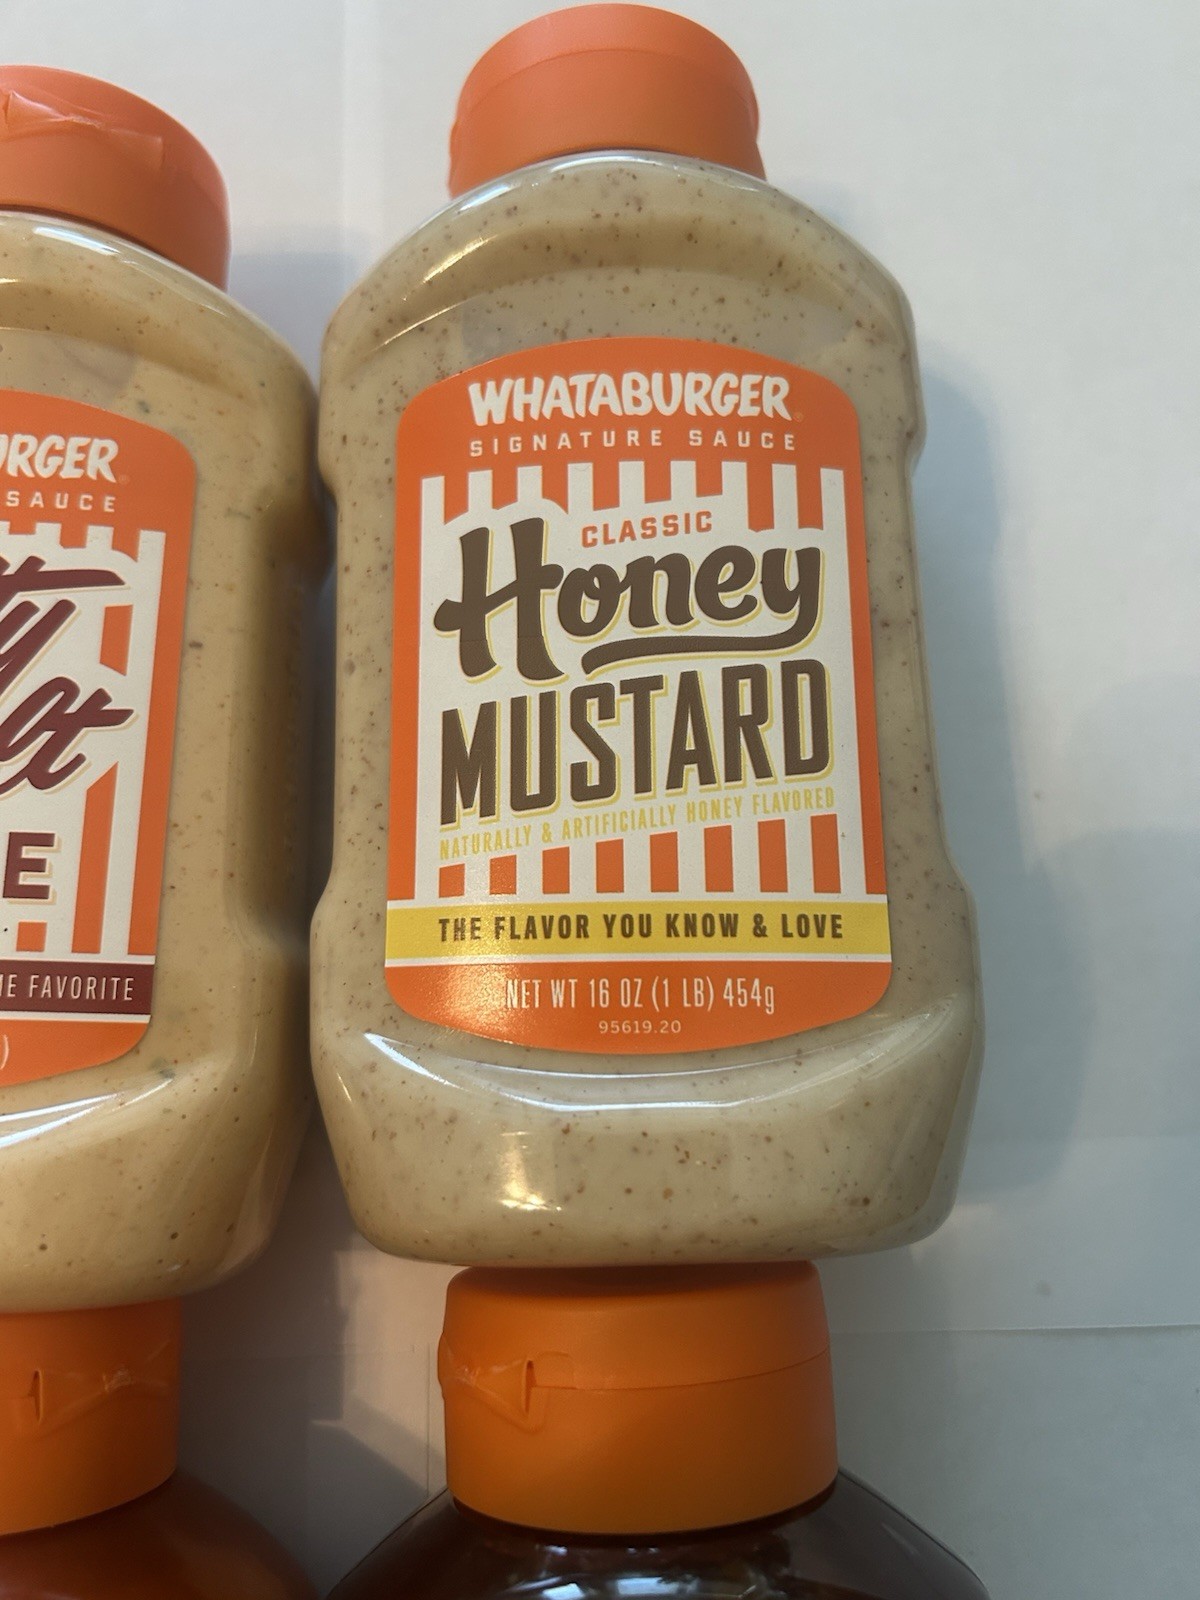 URGER
SAUCE
E
FAVORITE
)
WHATABURGER
SIGNATURE SAUCE
CLASSIC
Honey
MUSTARD
NATURALLY & ARTIFICIALLY HONEY FLAVORED
THE FLAVOR YOU KNOW & LOVE
NET WT 16 OZ (1 LB) 454g
95619.20